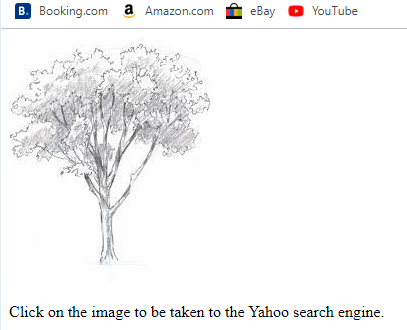 B. Booking.com a Amazon.com eBay YouTube
Click on the image to be taken to the Yahoo search engine.